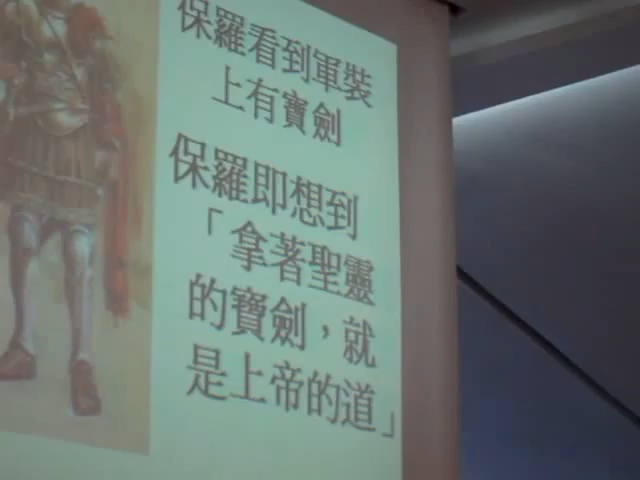 保羅看到軍裝
上有寶劍
保羅即想到
「拿著聖靈
的寶劍，就
是上帝的道」